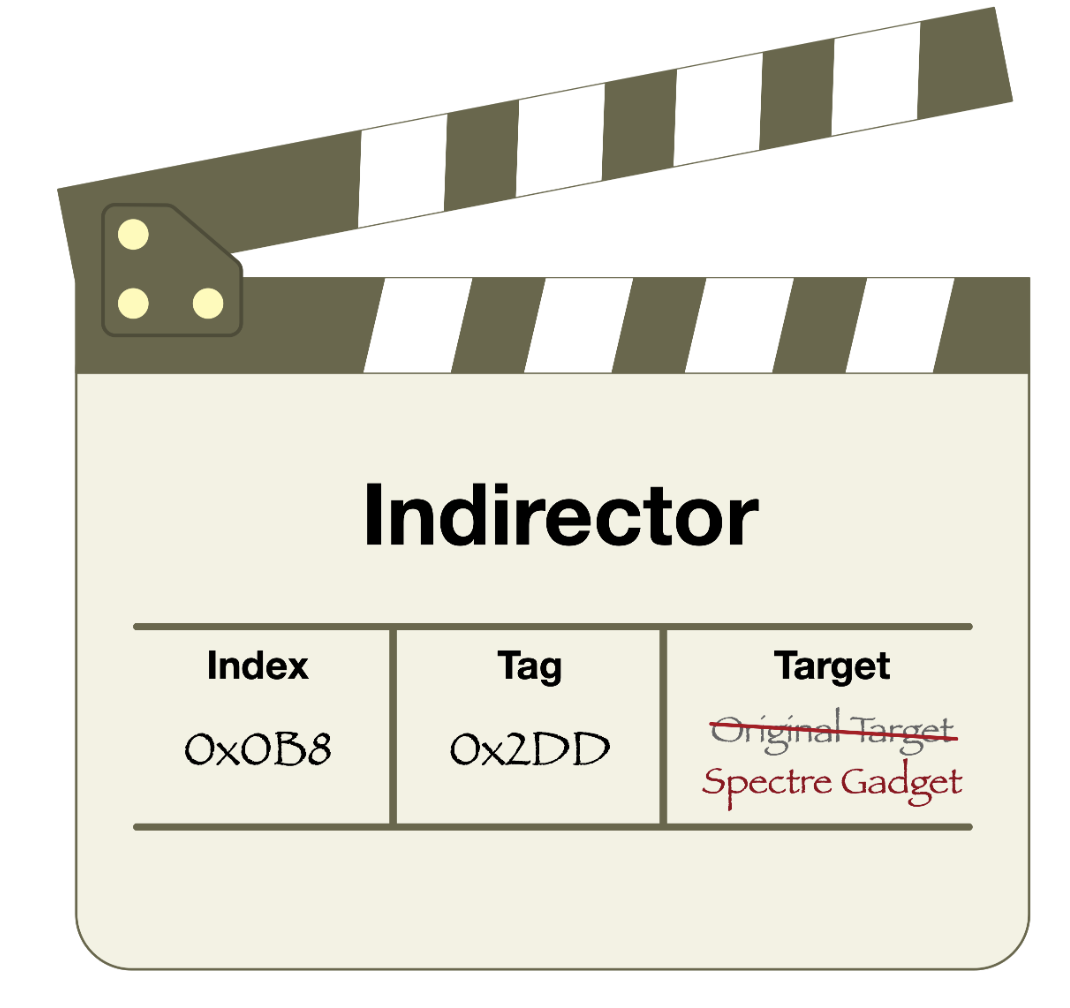 Indirector
Index Tag Target
0x0B8 0x2DD Original Target
Spectre Gadget